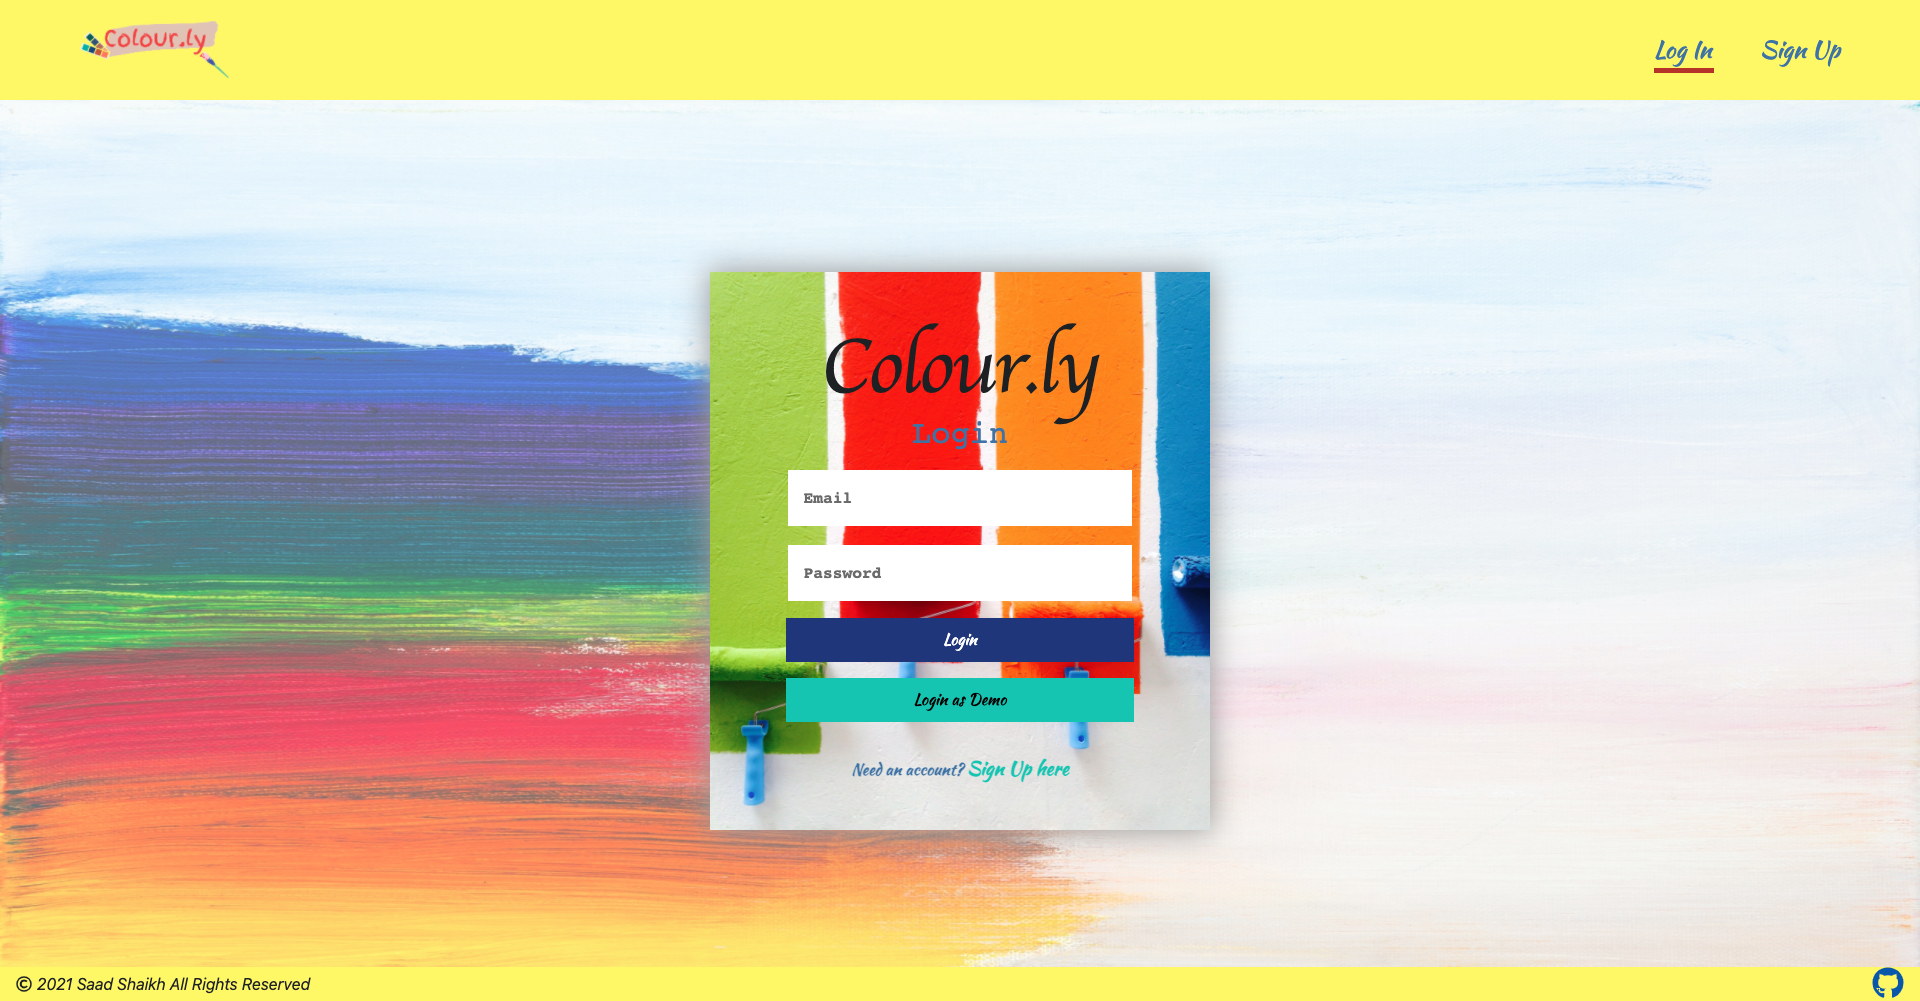 Colour.ly
Log In
Sign Up
Colour.ly
Login
Email
Password
Login
Login as Demo
Need an account? Sign Up here
© 2021 Saad Shaikh All Rights Reserved